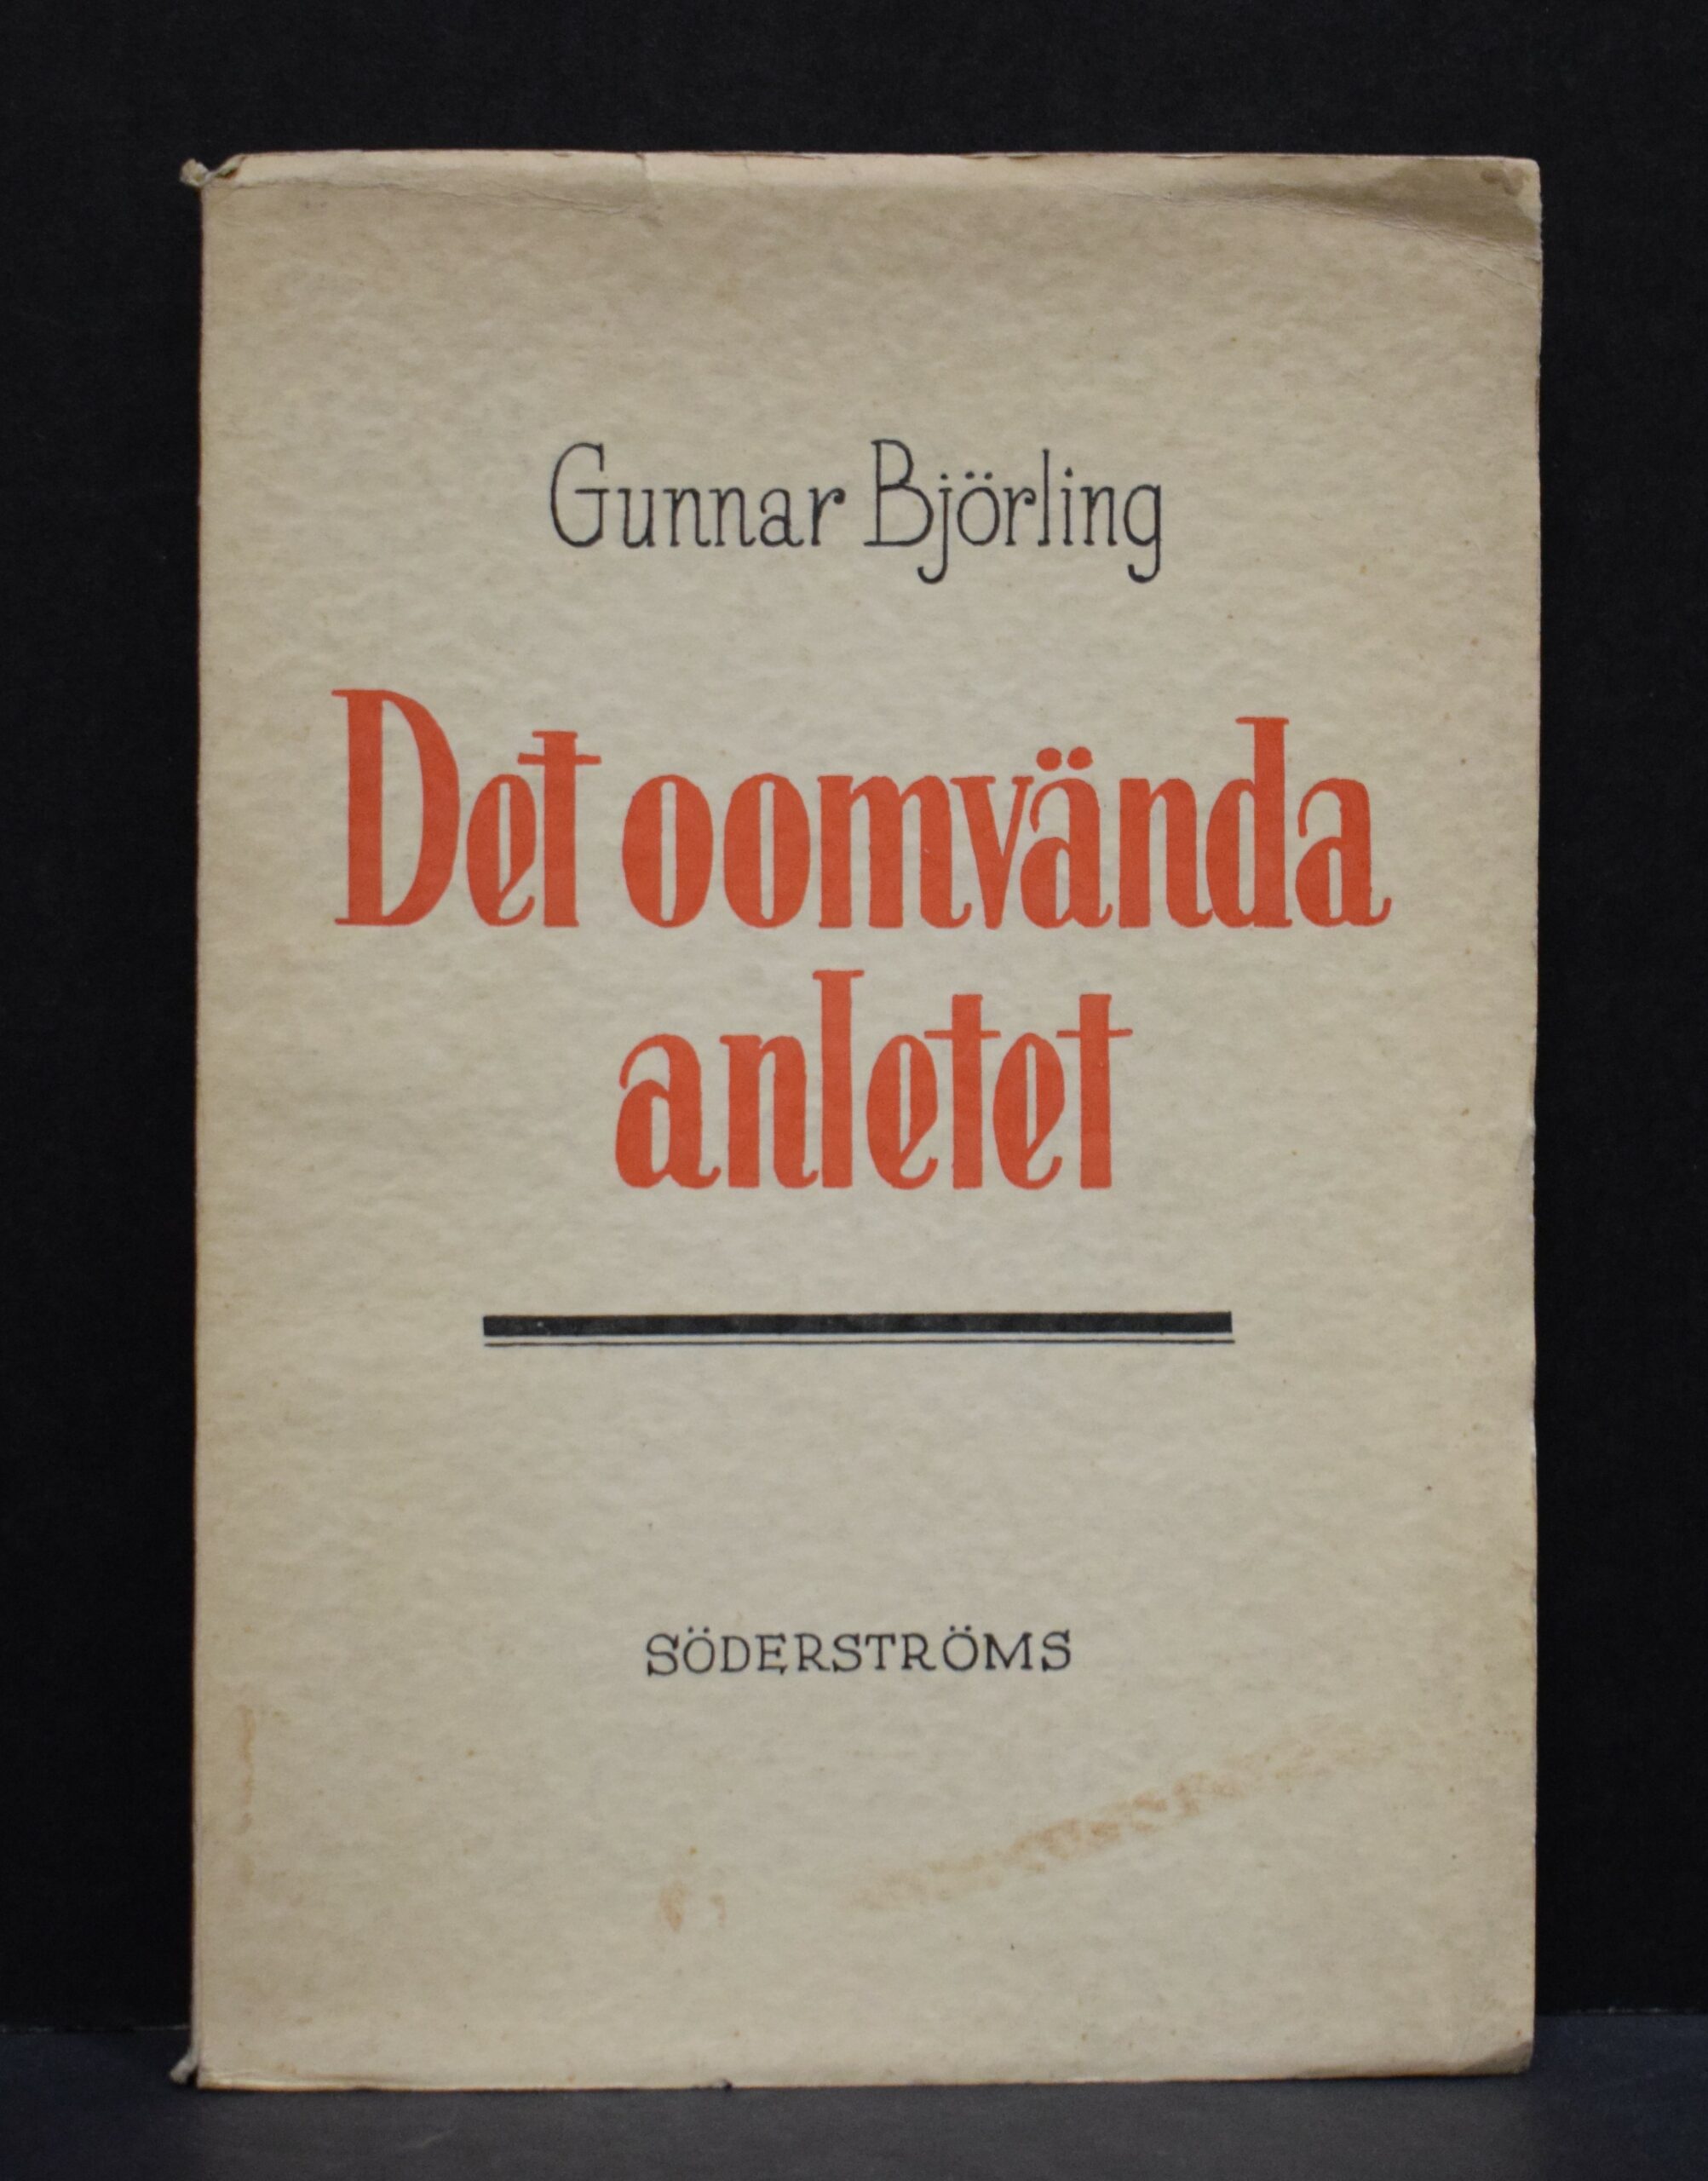 Gunnar Björling
Det oomvända
anletet
SÖDERSTRÖMS